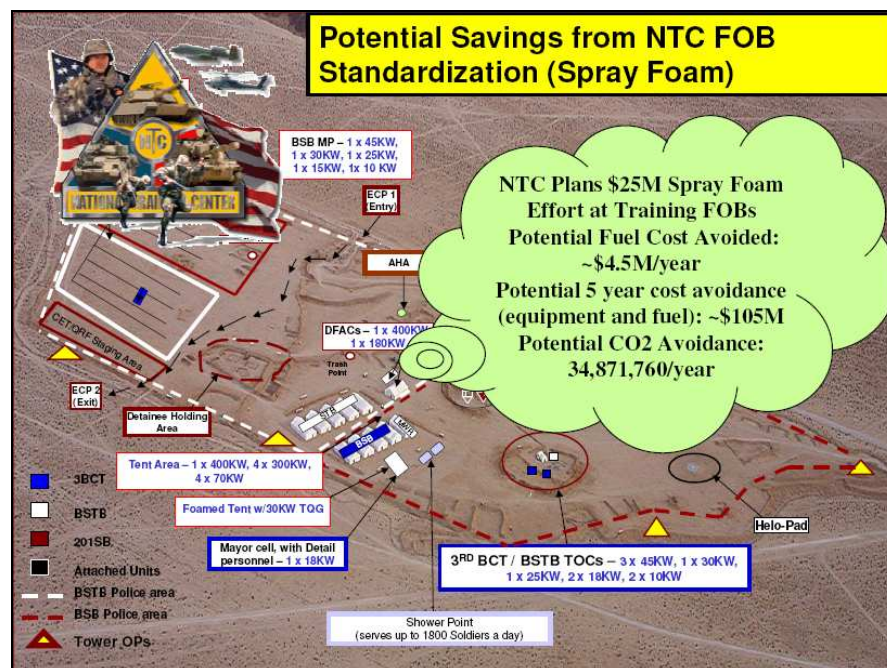 Potential Savings from NTC FOB
Standardization (Spray Foam)
NTC
NATIONAL TRAINING CENTER
BSB MP – 1 x 45KW,
1 x 30KW, 1 x 25KW,
1 x 15KW, 1x 10 KW
ECP 1
(Entry)
AHA
NTC Plans $25M Spray Foam
Effort at Training FOBs
Potential Fuel Cost Avoided:
~$4.5M/year
Potential 5 year cost avoidance
(equipment and fuel): ~$105M
Potential CO2 Avoidance:
34,871,760/year
DFACs – 1 x 400KW
1 x 180KW
Trash
Point
CET/QRF Staging Area
ECP 2
(Exit)
Detainee Holding
Area
BSB
Tent Area – 1 x 400KW, 4 x 300KW,
4 x 70KW
Foamed Tent w/30KW TQG
Mayor cell, with Detail
personnel – 1 x 18KW
3RD BCT / BSTB TOCs – 3 x 45KW, 1 x 30KW,
1 x 25KW, 2 x 18KW, 2 x 10KW
Helo-Pad
Shower Point
(serves up to 1800 Soldiers a day)
3BCT
BSTB
201SB
Attached Units
BSTB Police area
BSB Police area
Tower OPs